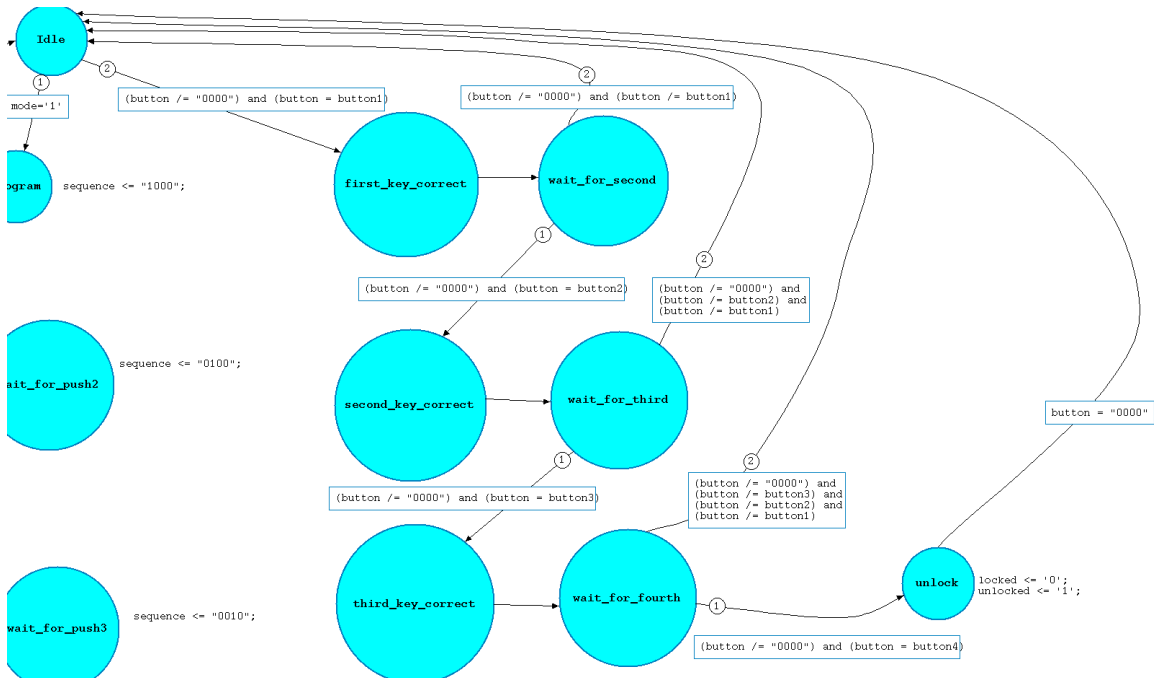 Idle
2
2
1
mode='1'
(button /= "0000") and (button = button1)
(button /= "0000") and (button /= button1)
ogram
sequence <= "1000";
first_key_correct
wait_for_second
1
2
(button /= "0000") and (button = button2)
(button /= "0000") and
(button /= button2) and
(button /= button1)
ait_for_push2
sequence <= "0100";
second_key_correct
wait_for_third
button = "0000"
1
2
(button /= "0000") and (button = button3)
(button /= "0000") and
(button /= button3) and
(button /= button2) and
(button /= button1)
wait_for_push3
sequence <= "0010";
third_key_correct
wait_for_fourth
1
unlock
locked <= '0';
unlocked <= '1';
(button /= "0000") and (button = button4)